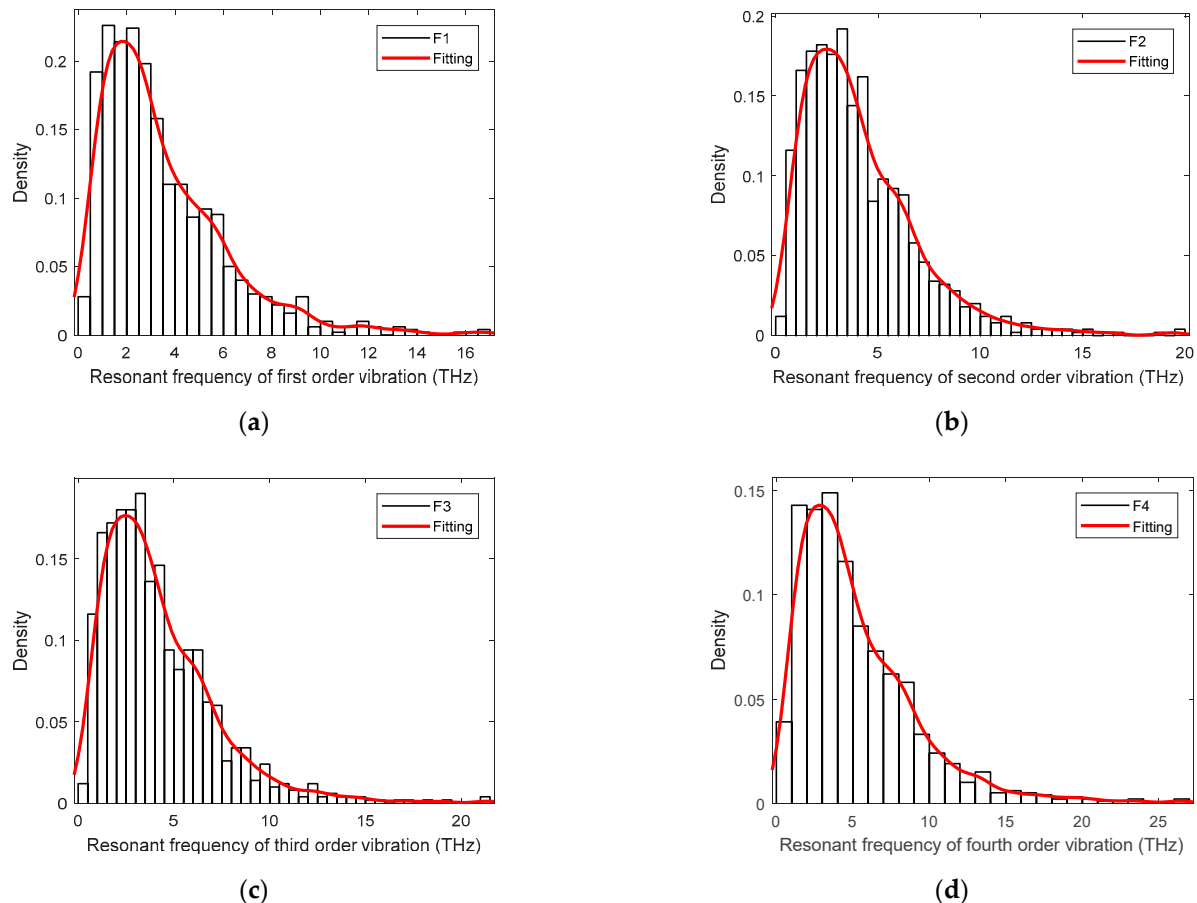 F1
Fitting
0.2
0.15
0.1
0.05
0
Density
0 2 4 6 8 10 12 14 16
Resonant frequency of first order vibration (THz)
(a)
F2
Fitting
0.2
0.15
0.1
0.05
0
Density
0 5 10 15 20
Resonant frequency of second order vibration (THz)
(b)
F3
Fitting
0.15
0.1
0.05
0
Density
0 5 10 15 20
Resonant frequency of third order vibration (THz)
(c)
F4
Fitting
0.15
0.1
0.05
0
Density
0 5 10 15 20 25
Resonant frequency of fourth order vibration (THz)
(d)